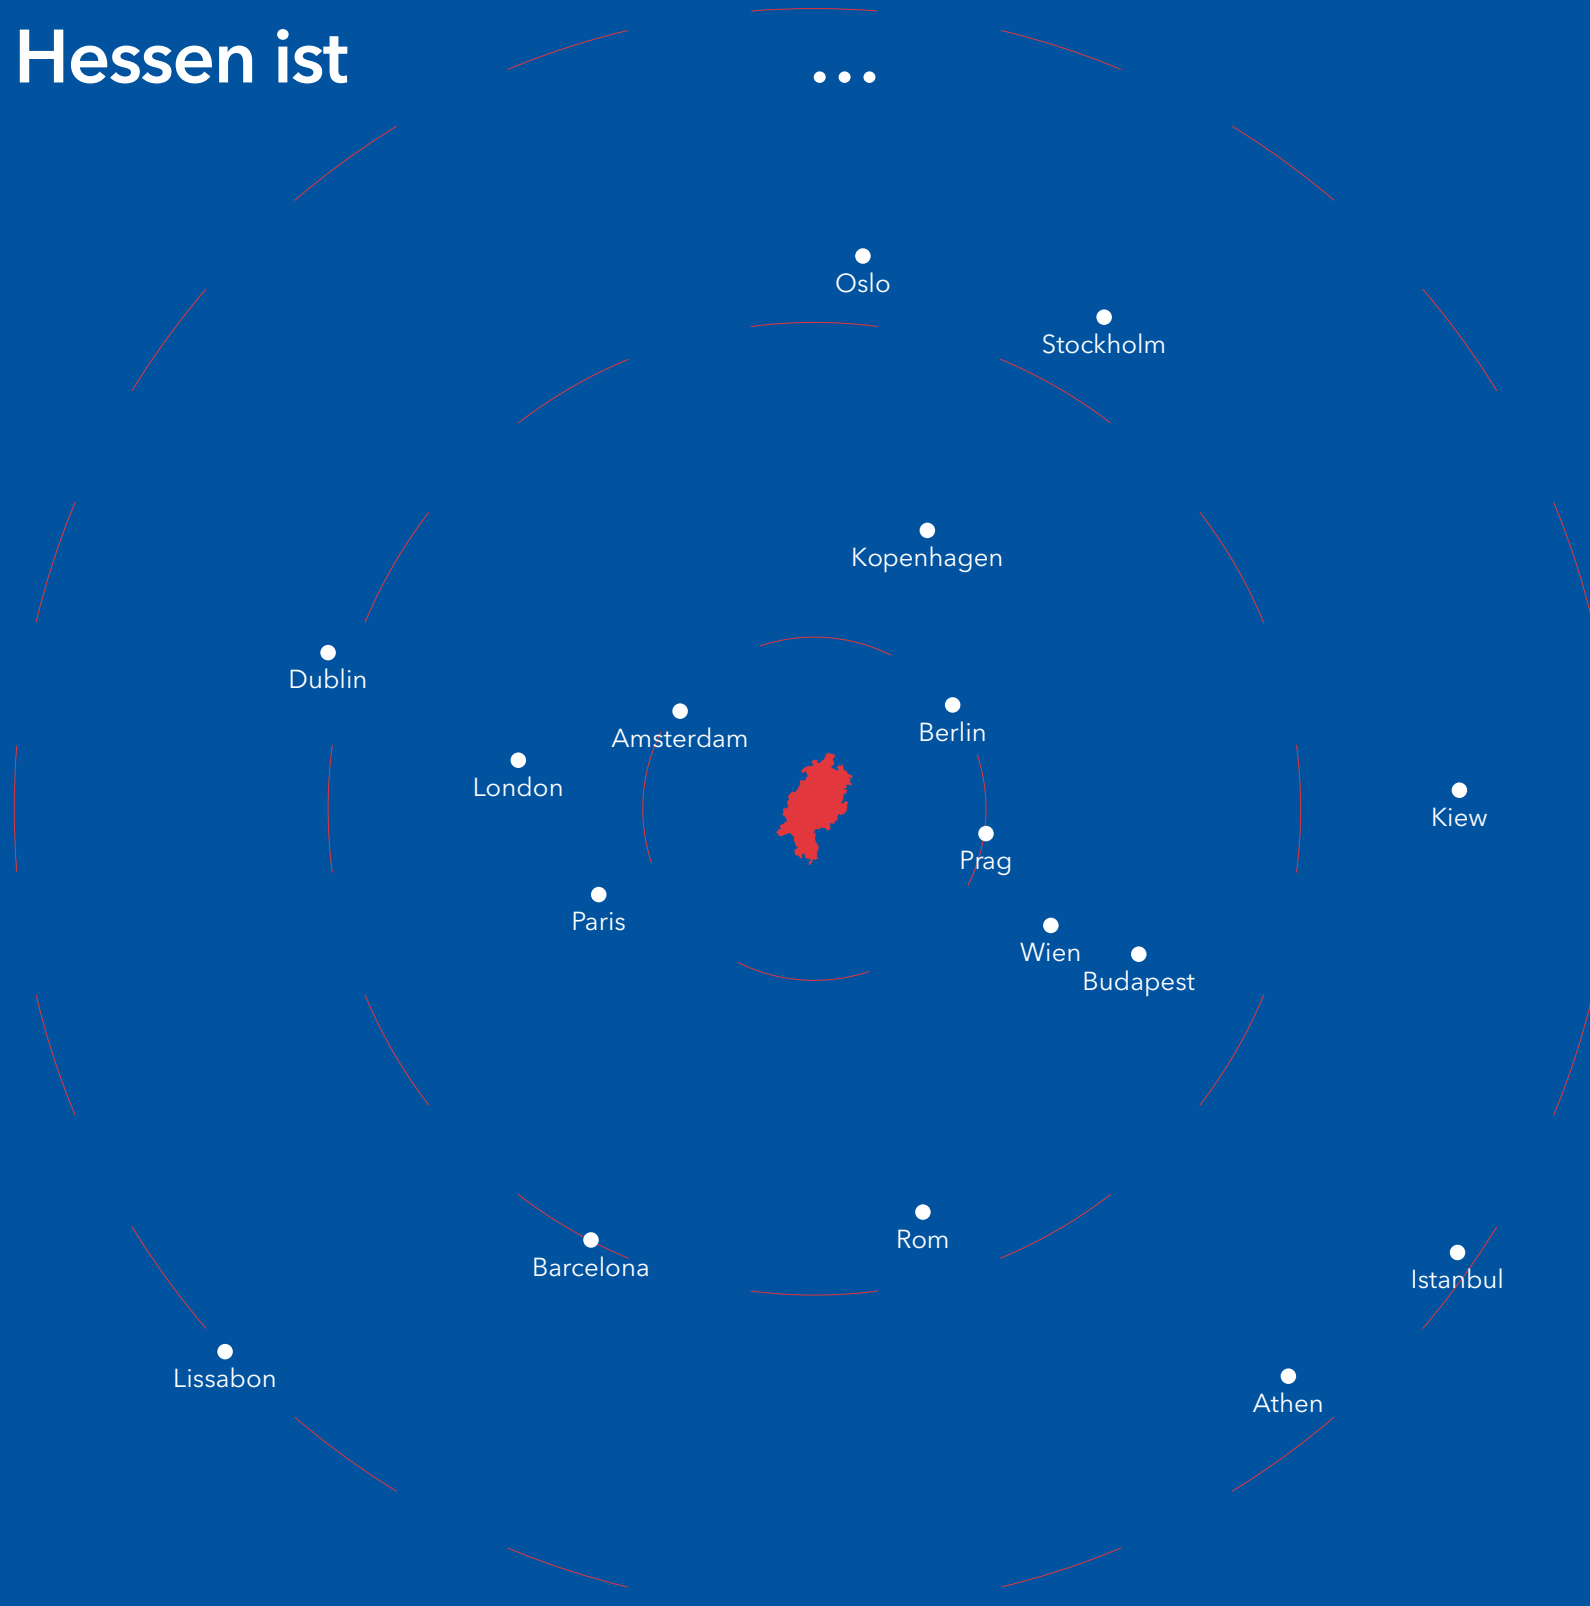 Hessen ist
...
Oslo
Stockholm
Kopenhagen
Dublin
Amsterdam
Berlin
London
Kiew
Prag
Paris
Wien
Budapest
Rom
Barcelona
Istanbul
Lissabon
Athen